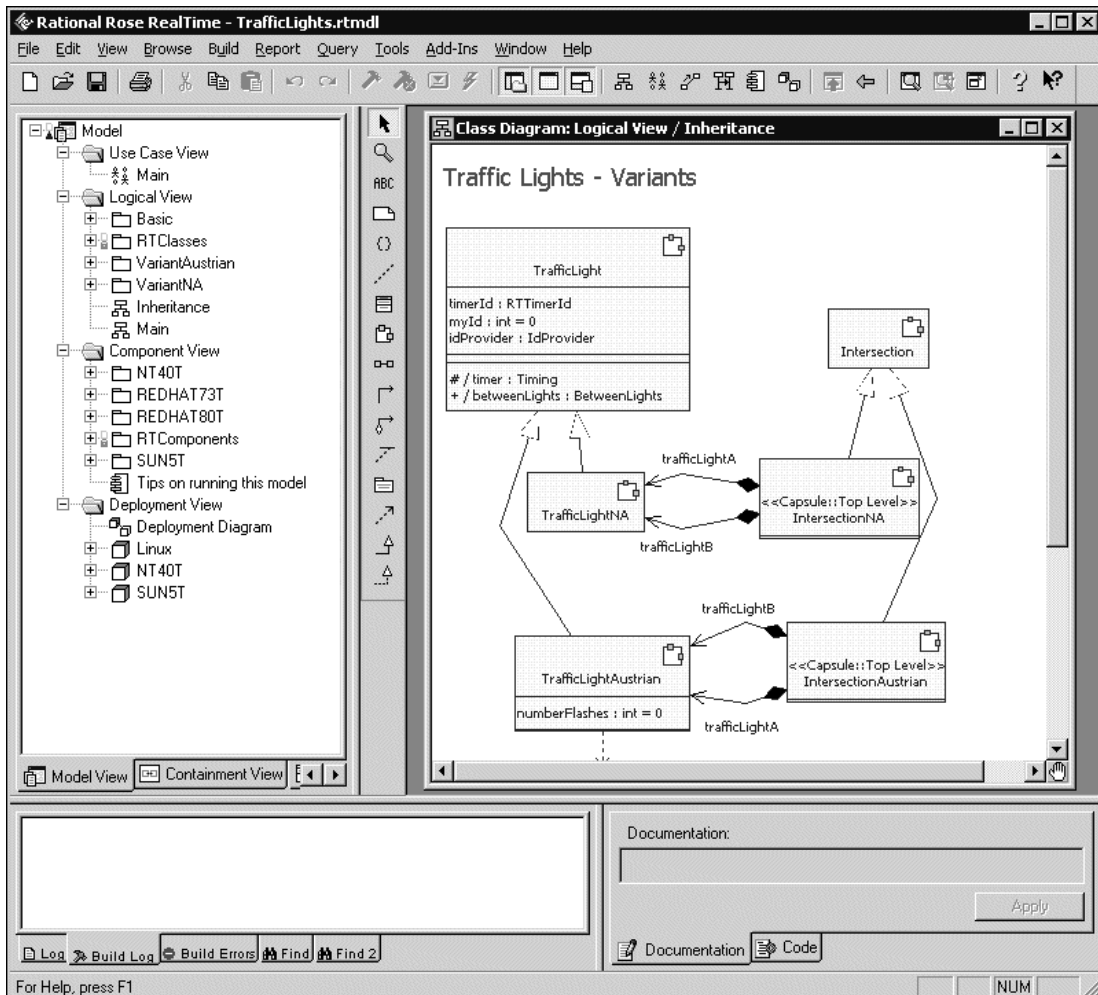 Rational Rose RealTime - TrafficLights.rtmdl
File Edit View Browse Build Report Query Tools Add-Ins Window Help
ABC
Model
Use Case View
Main
Logical View
Basic
RTClasses
VariantAustrian
VariantNA
Inheritance
Main
Component View
NT40T
REDHAT73T
REDHAT80T
RTComponents
SUN5T
Tips on running this model
Deployment View
Deployment Diagram
Linux
NT40T
SUN5T
Model View Containment View
Class Diagram: Logical View / Inheritance
Traffic Lights - Variants
TrafficLight
timerId : RTTimerId
myId : int = 0
idProvider : IdProvider
# / timer : Timing
+ / betweenLights : BetweenLights
Intersection
trafficLightA
TrafficLightNA
<<Capsule::Top Level>>
IntersectionNA
trafficLightB
trafficLightB
TrafficLightAustrian
numberFlashes : int = 0
<<Capsule::Top Level>>
IntersectionAustrian
trafficLightA
Log Build Log Build Errors Find Find 2
Documentation:
Apply
Documentation Code
For Help, press F1
NUM